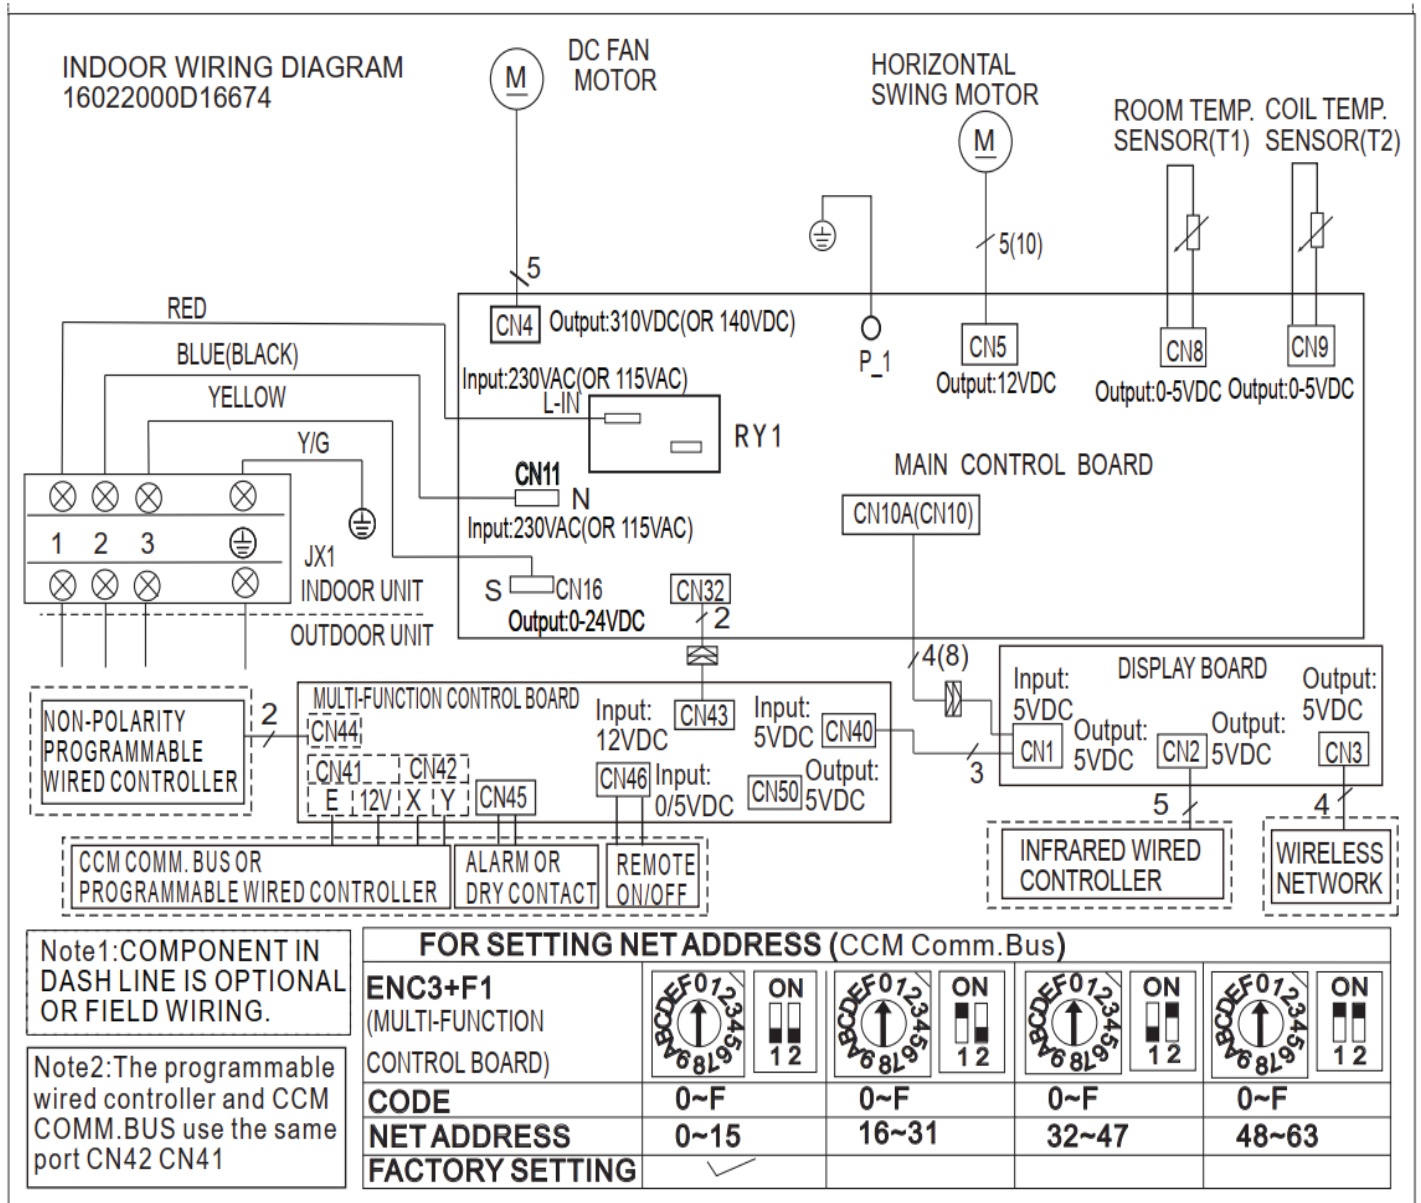 INDOOR WIRING DIAGRAM
16022000D16674
M
DC FAN
MOTOR
HORIZONTAL
SWING MOTOR
M
ROOM TEMP.
SENSOR(T1)
COIL TEMP.
SENSOR(T2)
5
5(10)
RED
BLUE(BLACK)
YELLOW
Y/G
CN4
Output:310VDC(OR 140VDC)
P_1
CN5
Output:12VDC
CN8
Output:0-5VDC
CN9
Output:0-5VDC
Input:230VAC(OR 115VAC)
L-IN
RY1
MAIN CONTROL BOARD
CN11
N
Input:230VAC(OR 115VAC)
CN10A(CN10)
1 2 3
JX1
INDOOR UNIT
OUTDOOR UNIT
S
CN16
Output:0-24VDC
CN32
2
4(8)
NON-POLARITY
PROGRAMMABLE
WIRED CONTROLLER
2
MULTI-FUNCTION CONTROL BOARD
CN44
CN41
CN42
E 12V X Y
CN45
Input:
12VDC
CN43
CN46
Input:
0/5VDC
Input:
5VDC
CN40
CN50
Output:
5VDC
3
DISPLAY BOARD
Input:
5VDC
CN1
Output:
5VDC
CN2
Output:
5VDC
Output:
5VDC
CN3
5
4
CCM COMM. BUS OR
PROGRAMMABLE WIRED CONTROLLER
ALARM OR
DRY CONTACT
REMOTE
ON/OFF
INFRARED WIRED
CONTROLLER
WIRELESS
NETWORK
Note1:COMPONENT IN
DASH LINE IS OPTIONAL
OR FIELD WIRING.
Note2:The programmable
wired controller and CCM
COMM.BUS use the same
port CN42 CN41
FOR SETTING NET ADDRESS (CCM Comm.Bus)
ENC3+F1
(MULTI-FUNCTION
CONTROL BOARD)
0123456789ABCDEF
ON
1 2
0123456789ABCDEF
ON
1 2
0123456789ABCDEF
ON
1 2
0123456789ABCDEF
ON
1 2
CODE 0~F 0~F 0~F 0~F
NET ADDRESS 0~15 16~31 32~47 48~63
FACTORY SETTING